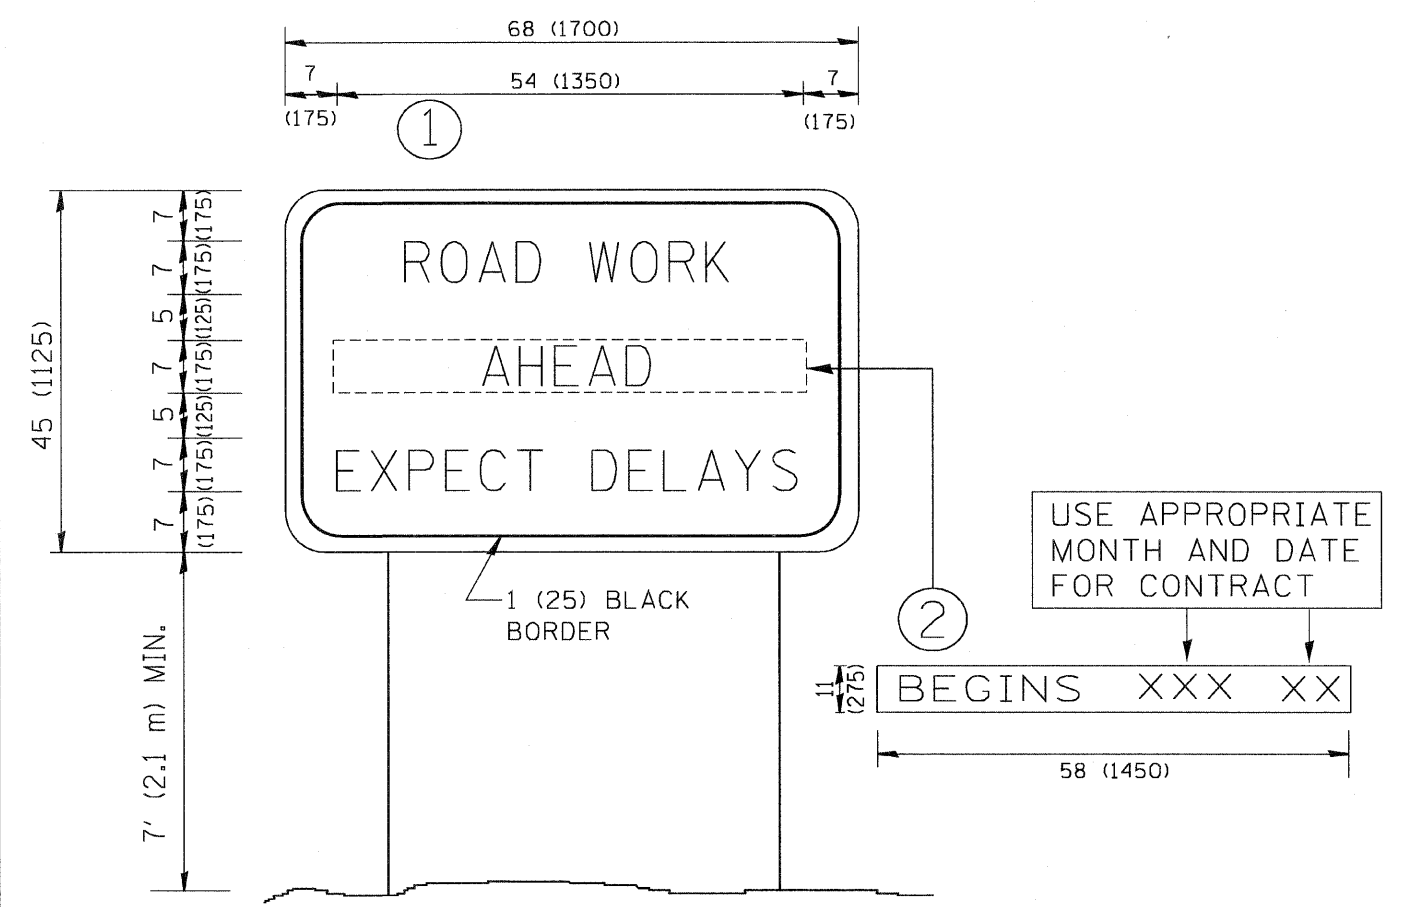 68 (1700)
7 54 (1350) 7
(175) (175)
1
45 (1125)
7 (175)
7 (175)
5 (125)
7 (175)
5 (125)
7 (175)
7 (175)
7' (2.1 m) MIN.
ROAD WORK
AHEAD
EXPECT DELAYS
1 (25) BLACK
BORDER
2
USE APPROPRIATE
MONTH AND DATE
FOR CONTRACT
11
(275)
BEGINS XXX XX
58 (1450)